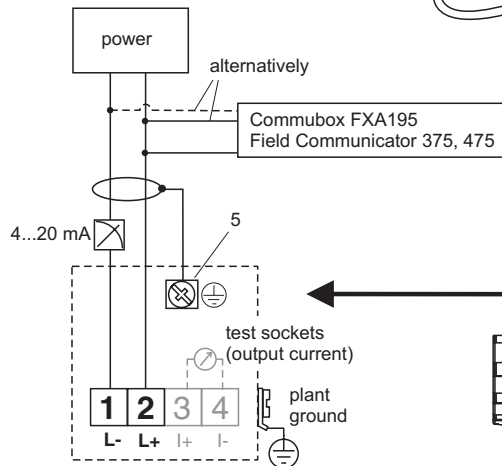 power
alternatively
Commubox FXA195
Field Communicator 375, 475
4...20 mA
5
test sockets
(output current)
1 2 3 4
L- L+ I+ I-
plant
ground